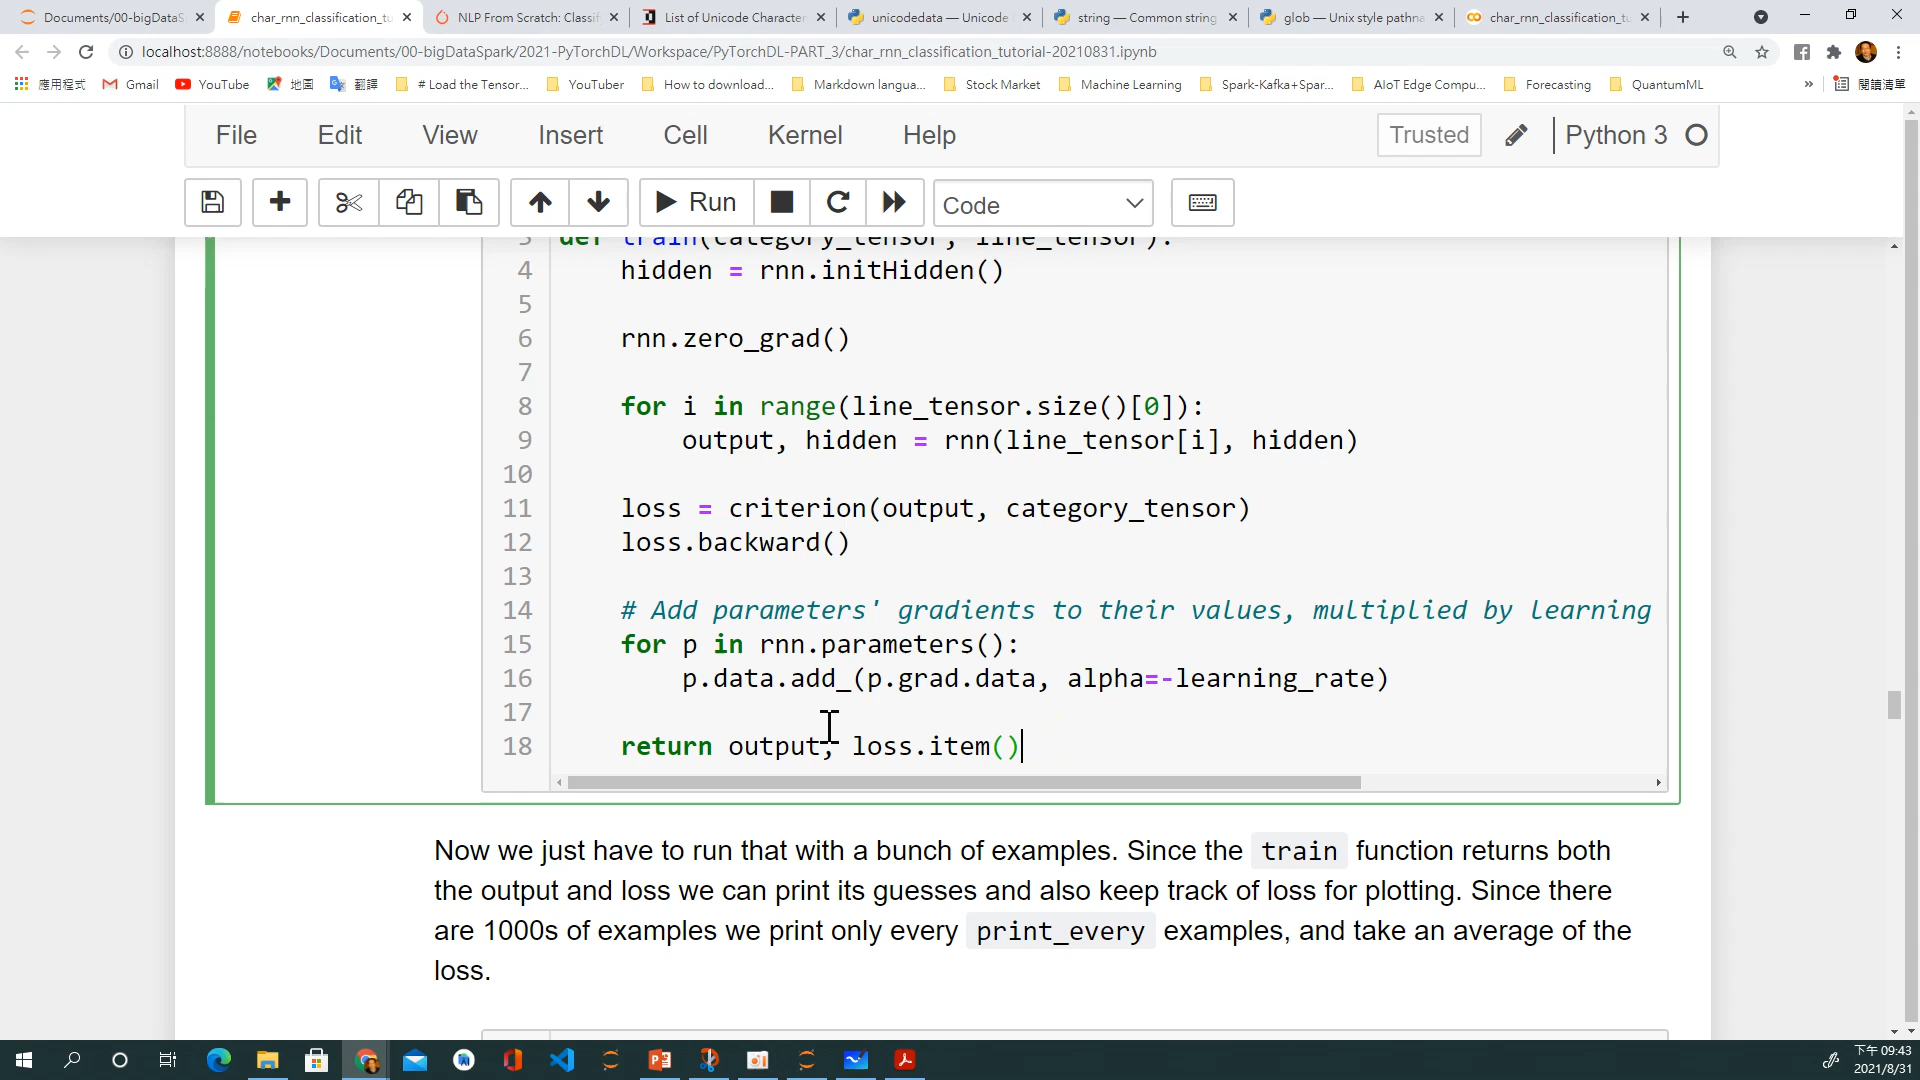 Documents/00-bigDataS
char_rnn_classification_tu
NLP From Scratch: Classif
List of Unicode Character
unicodedata — Unicode
string — Common string
glob — Unix style pathna
char_rnn_classification_tu
localhost:8888/notebooks/Documents/00-bigDataSpark/2021-PyTorchDL/Workspace/PyTorchDL-PART_3/char_rnn_classification_tutorial-20210831.ipynb
應用程式 Gmail YouTube 地圖 翻譯 # Load the Tensor... YouTuber How to download... Markdown langua... Stock Market Machine Learning Spark-Kafka+Spar... AIoT Edge Compu... Forecasting QuantumML » 閱讀清單
File Edit View Insert Cell Kernel Help Trusted Python 3
Run Code
3 def train(category_tensor, line_tensor):
4 hidden = rnn.initHidden()
5
6 rnn.zero_grad()
7
8 for i in range(line_tensor.size()[0]):
9 output, hidden = rnn(line_tensor[i], hidden)
10
11 loss = criterion(output, category_tensor)
12 loss.backward()
13
14 # Add parameters' gradients to their values, multiplied by learning
15 for p in rnn.parameters():
16 p.data.add_(p.grad.data, alpha=-learning_rate)
17
18 return output, loss.item()
Now we just have to run that with a bunch of examples. Since the train function returns both
the output and loss we can print its guesses and also keep track of loss for plotting. Since there
are 1000s of examples we print only every print_every examples, and take an average of the
loss.
下午 09:43
2021/8/31